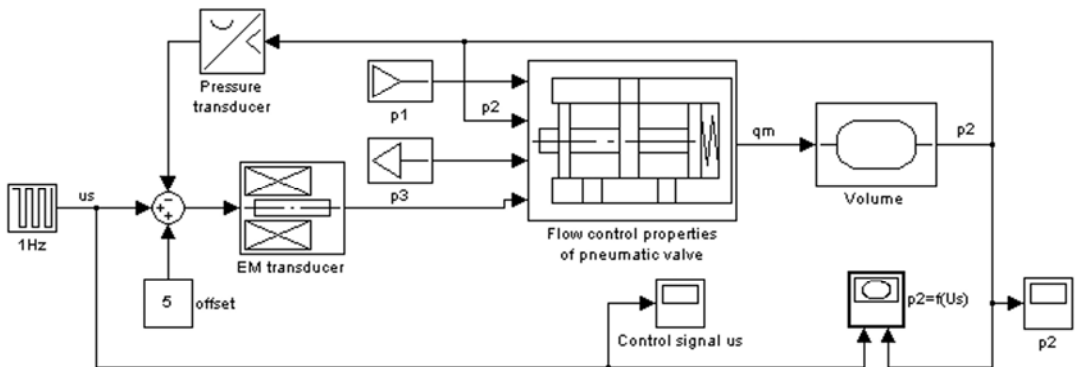 Pressure
transducer
p1
p2
qm
p2
us
p3
1Hz
EM transducer
Flow control properties
of pneumatic valve
Volume
5
offset
Control signal us
p2=f(Us)
p2